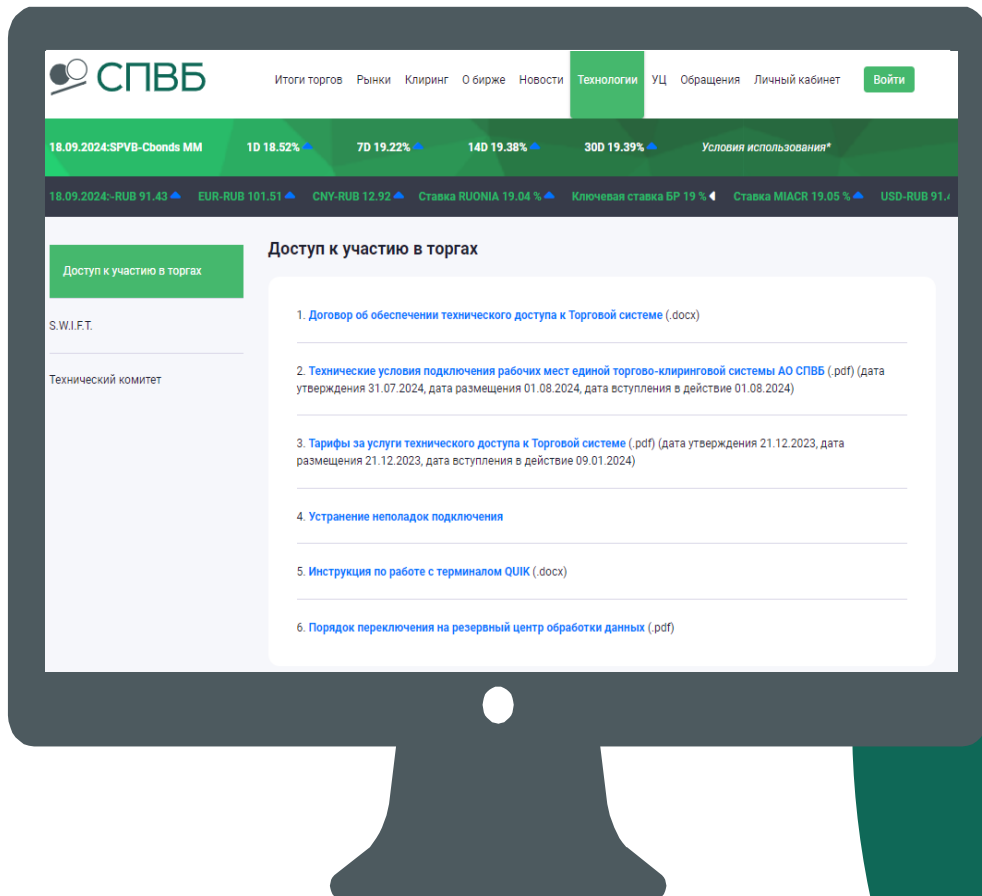 СПВБ
Итоги торгов Рынки Клиринг О бирже Новости Технологии УЦ Обращения Личный кабинет Войти
18.09.2024:SPVB-Cbonds MM 1D 18.52% 7D 19.22% 14D 19.38% 30D 19.39% Условия использования*
18.09.2024:-RUB 91.43 EUR-RUB 101.51 CNY-RUB 12.92 Ставка RUONIA 19.04 % Ключевая ставка БР 19 % Ставка MIACR 19.05 % USD-RUB 91.4
Доступ к участию в торгах
Доступ к участию в торгах
S.W.I.F.T.
Технический комитет
1. Договор об обеспечении технического доступа к Торговой системе (.docx)
2. Технические условия подключения рабочих мест единой торгово-клиринговой системы АО СПВБ (.pdf) (дата
утверждения 31.07.2024, дата размещения 01.08.2024, дата вступления в действие 01.08.2024)
3. Тарифы за услуги технического доступа к Торговой системе (.pdf) (дата утверждения 21.12.2023, дата
размещения 21.12.2023, дата вступления в действие 09.01.2024)
4. Устранение неполадок подключения
5. Инструкция по работе с терминалом QUIK (.docx)
6. Порядок переключения на резервный центр обработки данных (.pdf)